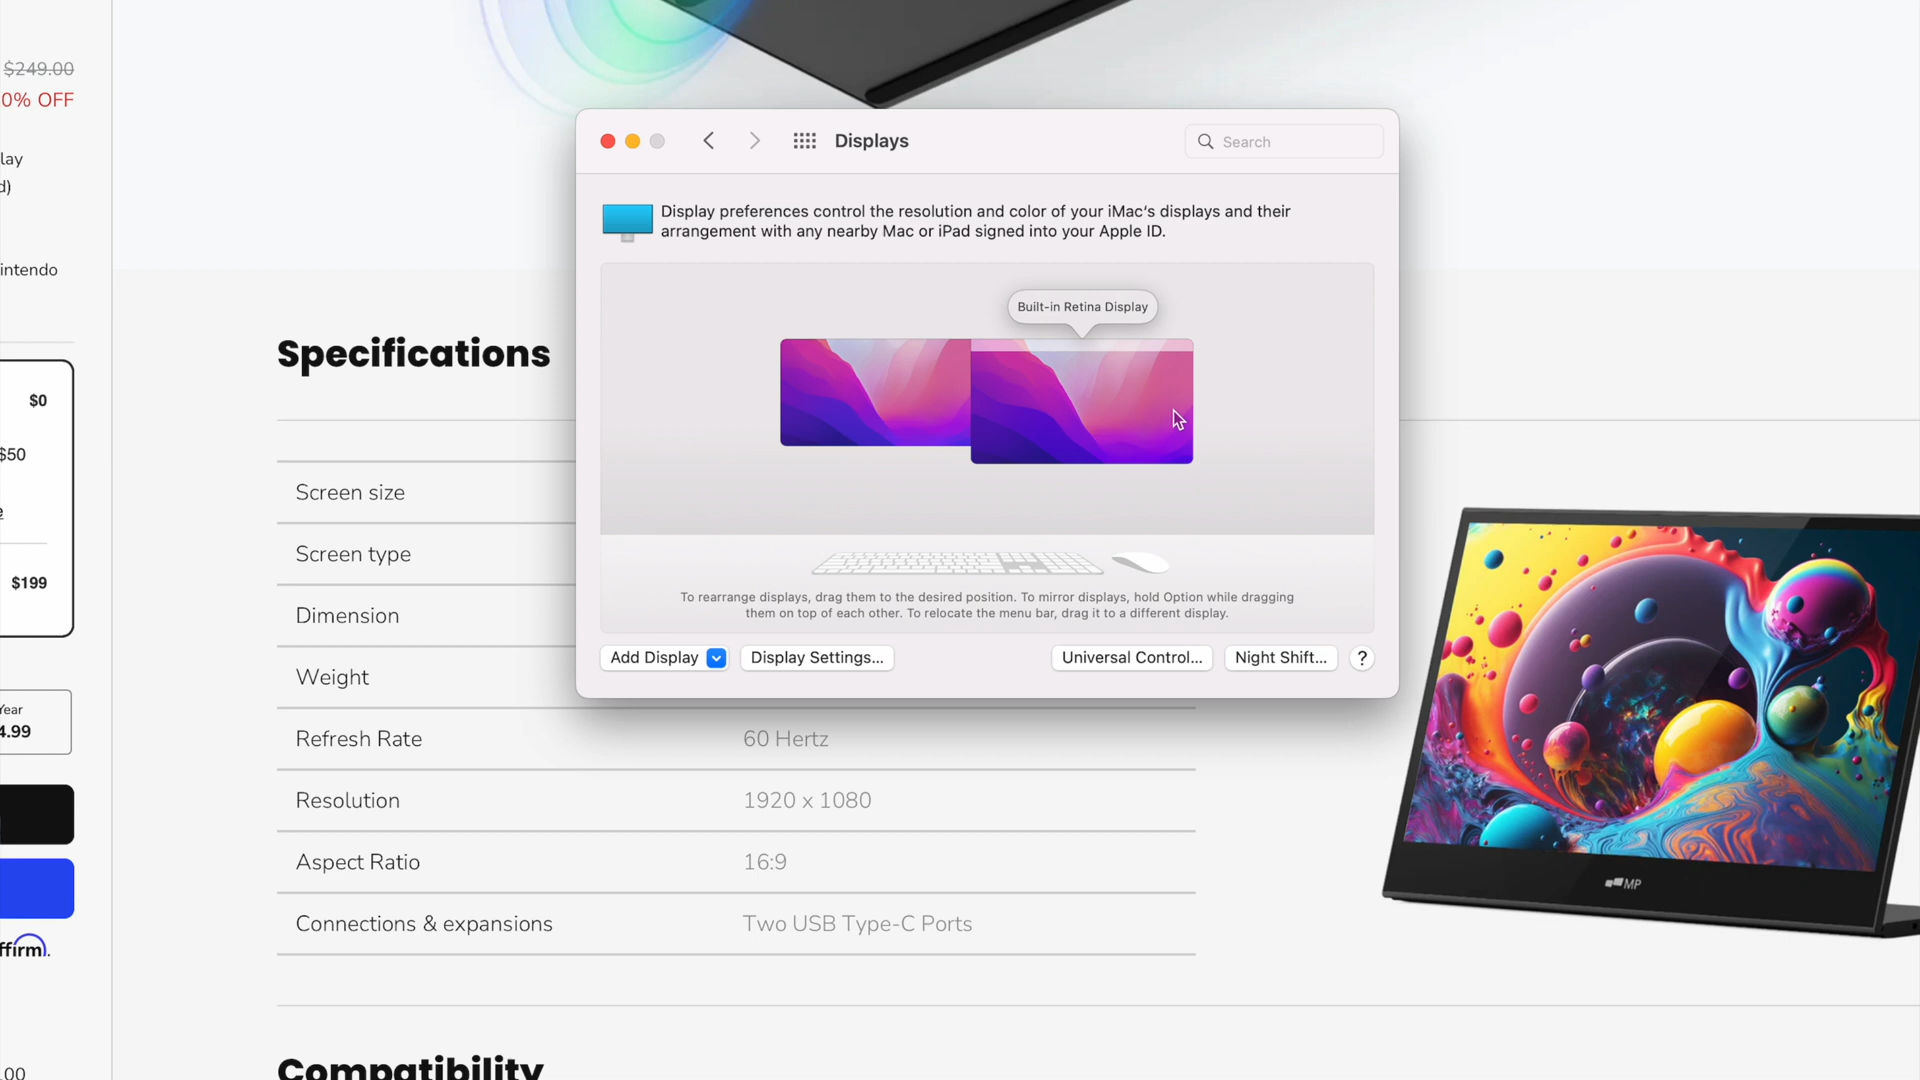 $249.00
0% OFF
lay
d)
intendo
$0
$50
e
$199
Year
4.99
ffirm.
.00
Displays
Search
Display preferences control the resolution and color of your iMac's displays and their
arrangement with any nearby Mac or iPad signed into your Apple ID.
Built-in Retina Display
To rearrange displays, drag them to the desired position. To mirror displays, hold Option while dragging
them on top of each other. To relocate the menu bar, drag it to a different display.
Add Display
Display Settings...
Universal Control...
Night Shift...
?
Specifications
Screen size
Screen type
Dimension
Weight
Refresh Rate 60 Hertz
Resolution 1920 x 1080
Aspect Ratio 16:9
Connections & expansions Two USB Type-C Ports
MP
Compatibility